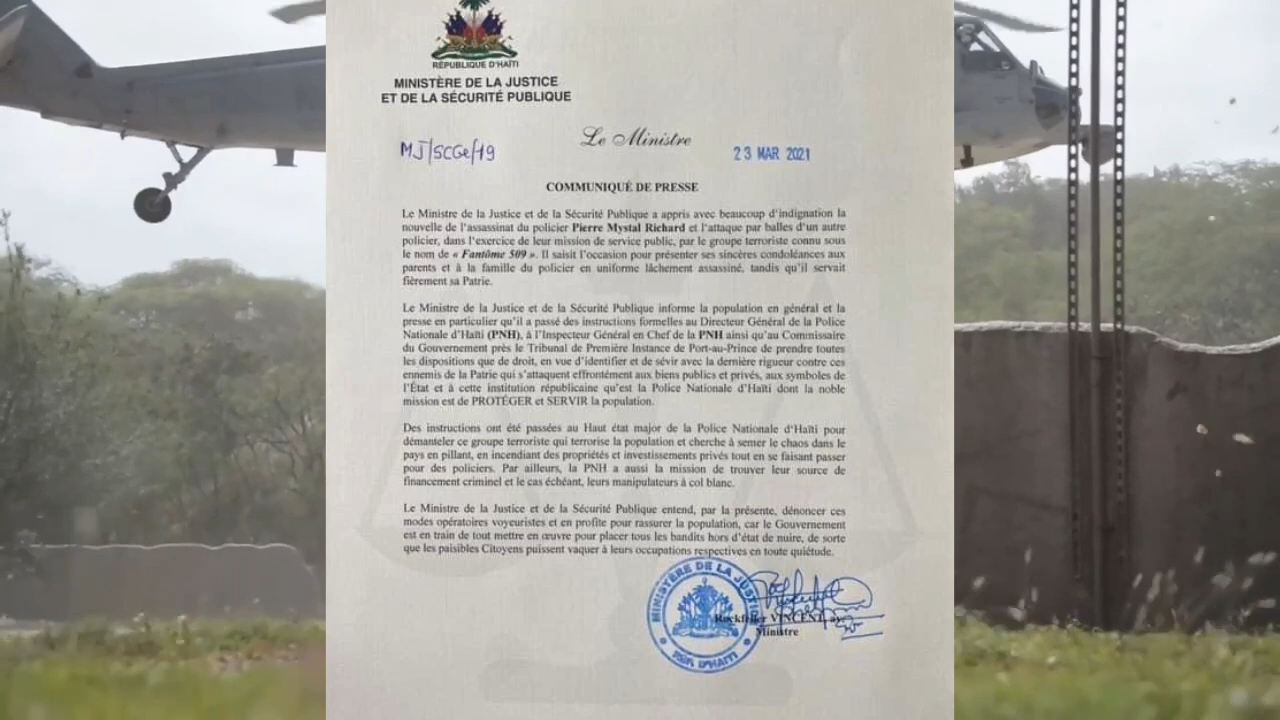 RÉPUBLIQUE D'HAÏTI
MINISTÈRE DE LA JUSTICE
ET DE LA SÉCURITÉ PUBLIQUE
Le Ministre
MJ/SCGe/19
23 MAR 2021
COMMUNIQUÉ DE PRESSE
Le Ministre de la Justice et de la Sécurité Publique a appris avec beaucoup d'indignation la
nouvelle de l'assassinat du policier Pierre Mystal Richard et l'attaque par balles d'un autre
policier, dans l'exercice de leur mission de service public, par le groupe terroriste connu sous
le nom de « Fantôme 509 ». Il saisit l'occasion pour présenter ses sincères condoléances aux
parents et à la famille du policier en uniforme lâchement assassiné, tandis qu'il servait
fièrement sa Patrie.
Le Ministre de la Justice et de la Sécurité Publique informe la population en général et la
presse en particulier qu'il a passé des instructions formelles au Directeur Général de la Police
Nationale d'Haïti (PNH), à l'Inspecteur Général en Chef de la PNH ainsi qu'au Commissaire
du Gouvernement près le Tribunal de Première Instance de Port-au-Prince de prendre toutes
les dispositions que de droit, en vue d'identifier et de sévir avec la dernière rigueur contre ces
ennemis de la Patrie qui s'attaquent effrontément aux biens publics et privés, aux symboles de
l'État et à cette institution républicaine qu'est la Police Nationale d'Haïti dont la noble
mission est de PROTÉGER et SERVIR la population.
Des instructions ont été passées au Haut état major de la Police Nationale d'Haïti pour
démanteler ce groupe terroriste qui terrorise la population et cherche à semer le chaos dans le
pays en pillant, en incendiant des propriétés et investissements privés tout en se faisant passer
pour des policiers. Par ailleurs, la PNH a aussi la mission de trouver leur source de
financement criminel et le cas échéant, leurs manipulateurs à col blanc.
Le Ministre de la Justice et de la Sécurité Publique entend, par la présente, dénoncer ces
modes opératoires voyeuristes et en profite pour rassurer la population, car le Gouvernement
est en train de tout mettre en œuvre pour placer tous les bandits hors d'état de nuire, de sorte
que les paisibles Citoyens puissent vaquer à leurs occupations respectives en toute quiétude.
MINISTÈRE DE LA JUSTICE
REP. D'HAITI
Rockfeller VINCENT, av.
Ministre